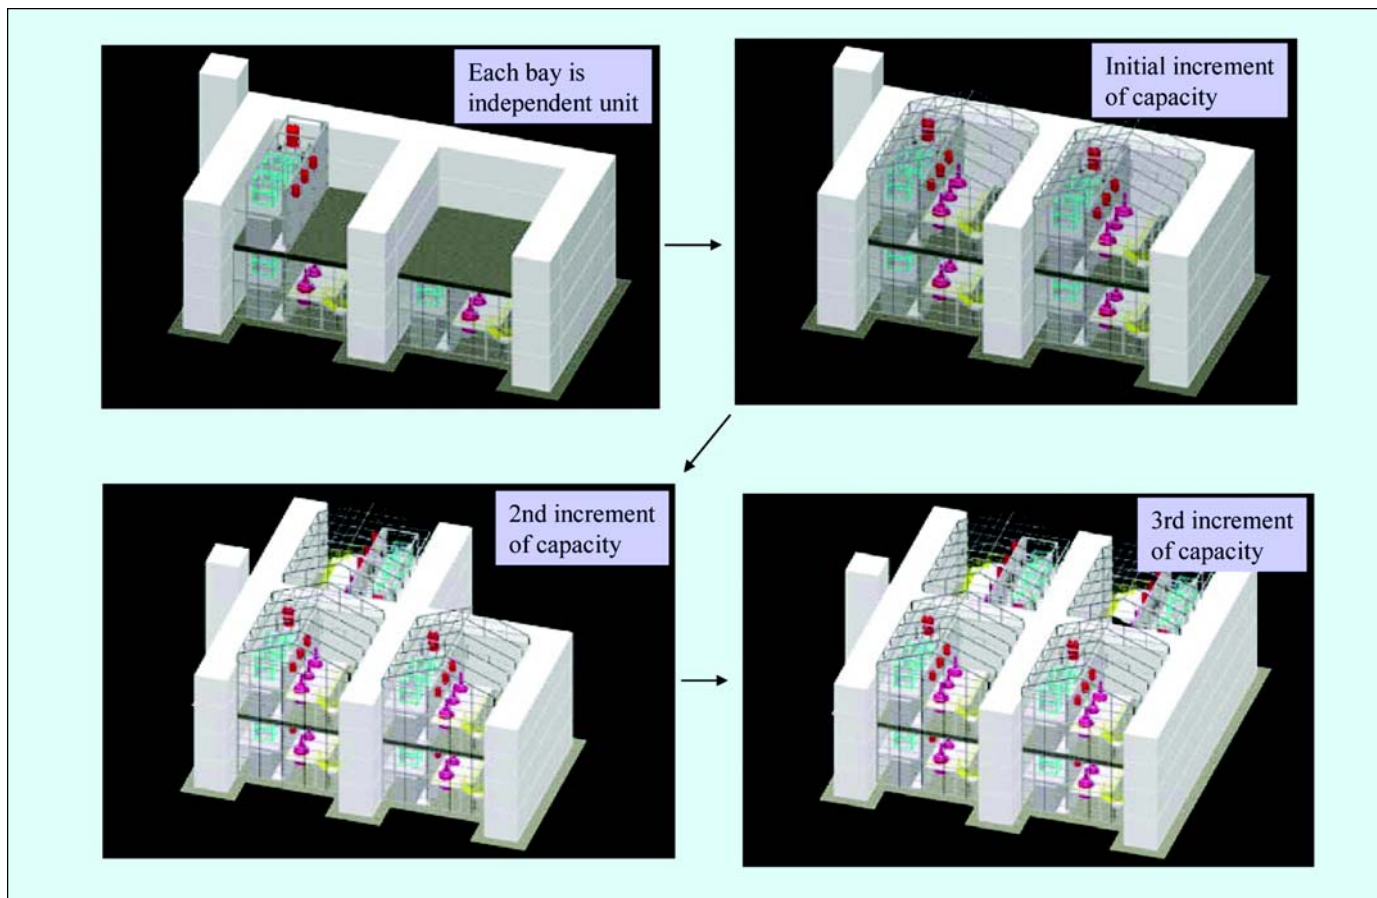 Each bay is
independent unit
Initial increment
of capacity
2nd increment
of capacity
3rd increment
of capacity